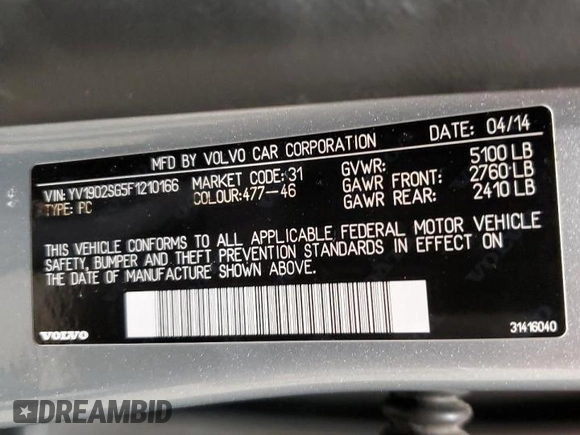 MFD BY VOLVO CAR CORPORATION DATE: 04/14
VIN: YV1902SG5F1210166 MARKET CODE: 31 GVWR: 5100 LB
TYPE: PC COLOUR: 477-46 GAWR FRONT: 2760 LB
GAWR REAR: 2410 LB
THIS VEHICLE CONFORMS TO ALL APPLICABLE FEDERAL MOTOR VEHICLE
SAFETY, BUMPER AND THEFT PREVENTION STANDARDS IN EFFECT ON
THE DATE OF MANUFACTURE SHOWN ABOVE.
VOLVO 31416040
DREAMBID